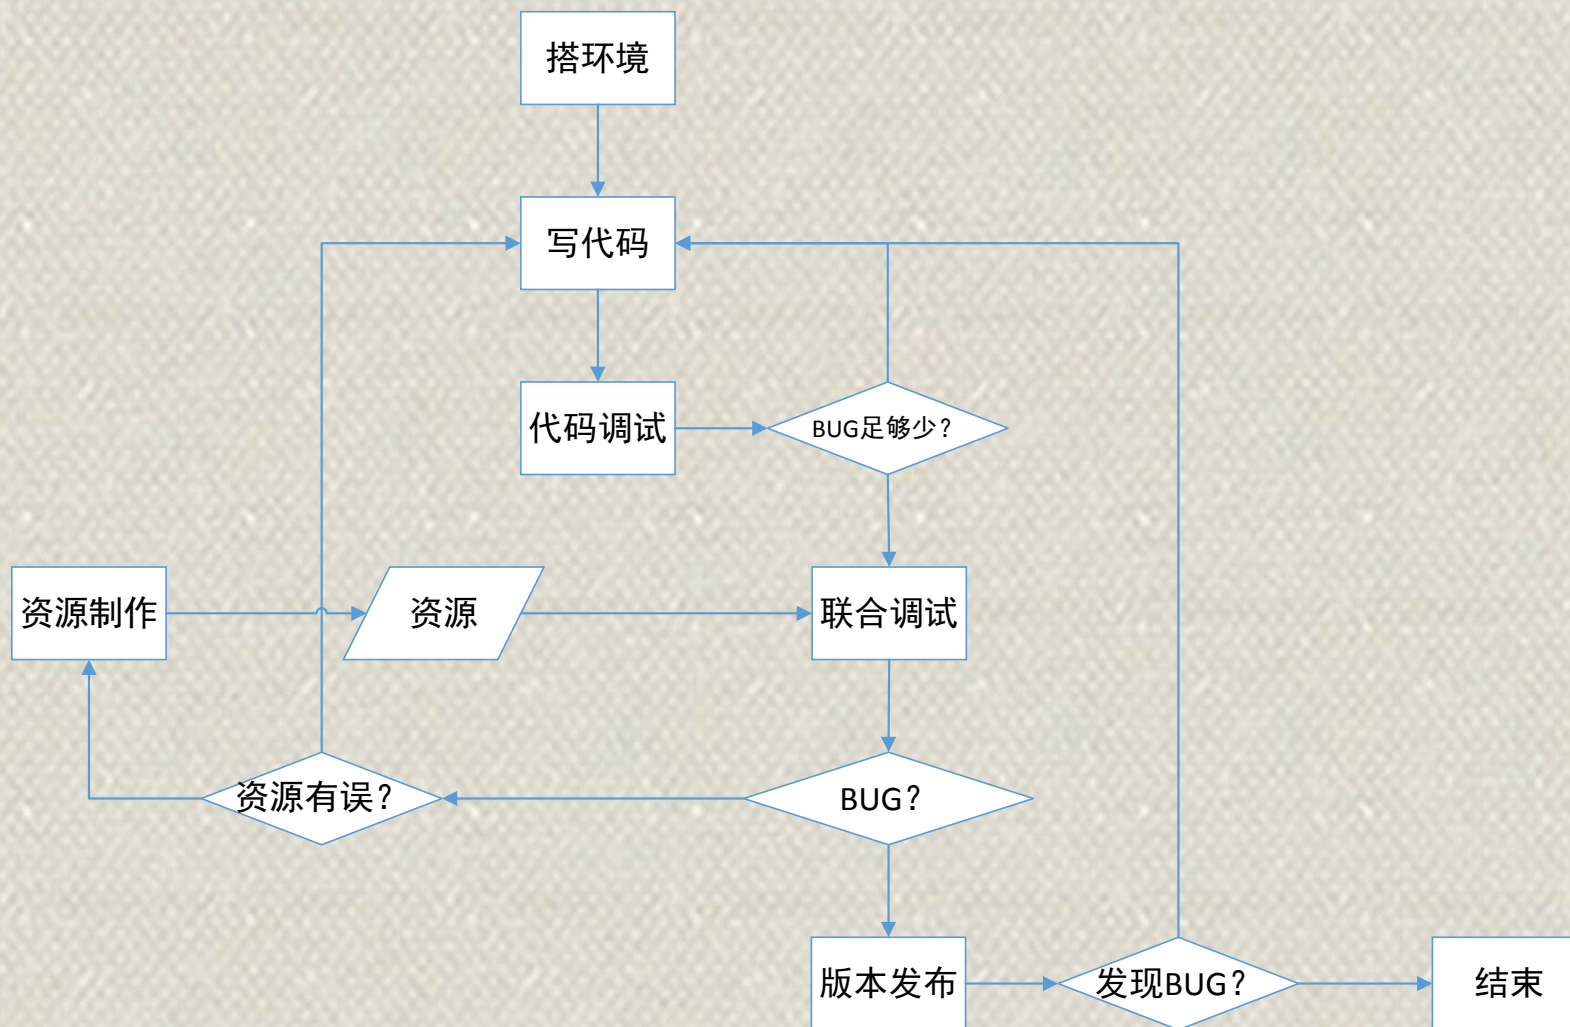 搭环境
写代码
代码调试
BUG足够少？
资源制作
资源
联合调试
资源有误？
BUG？
版本发布
发现BUG？
结束